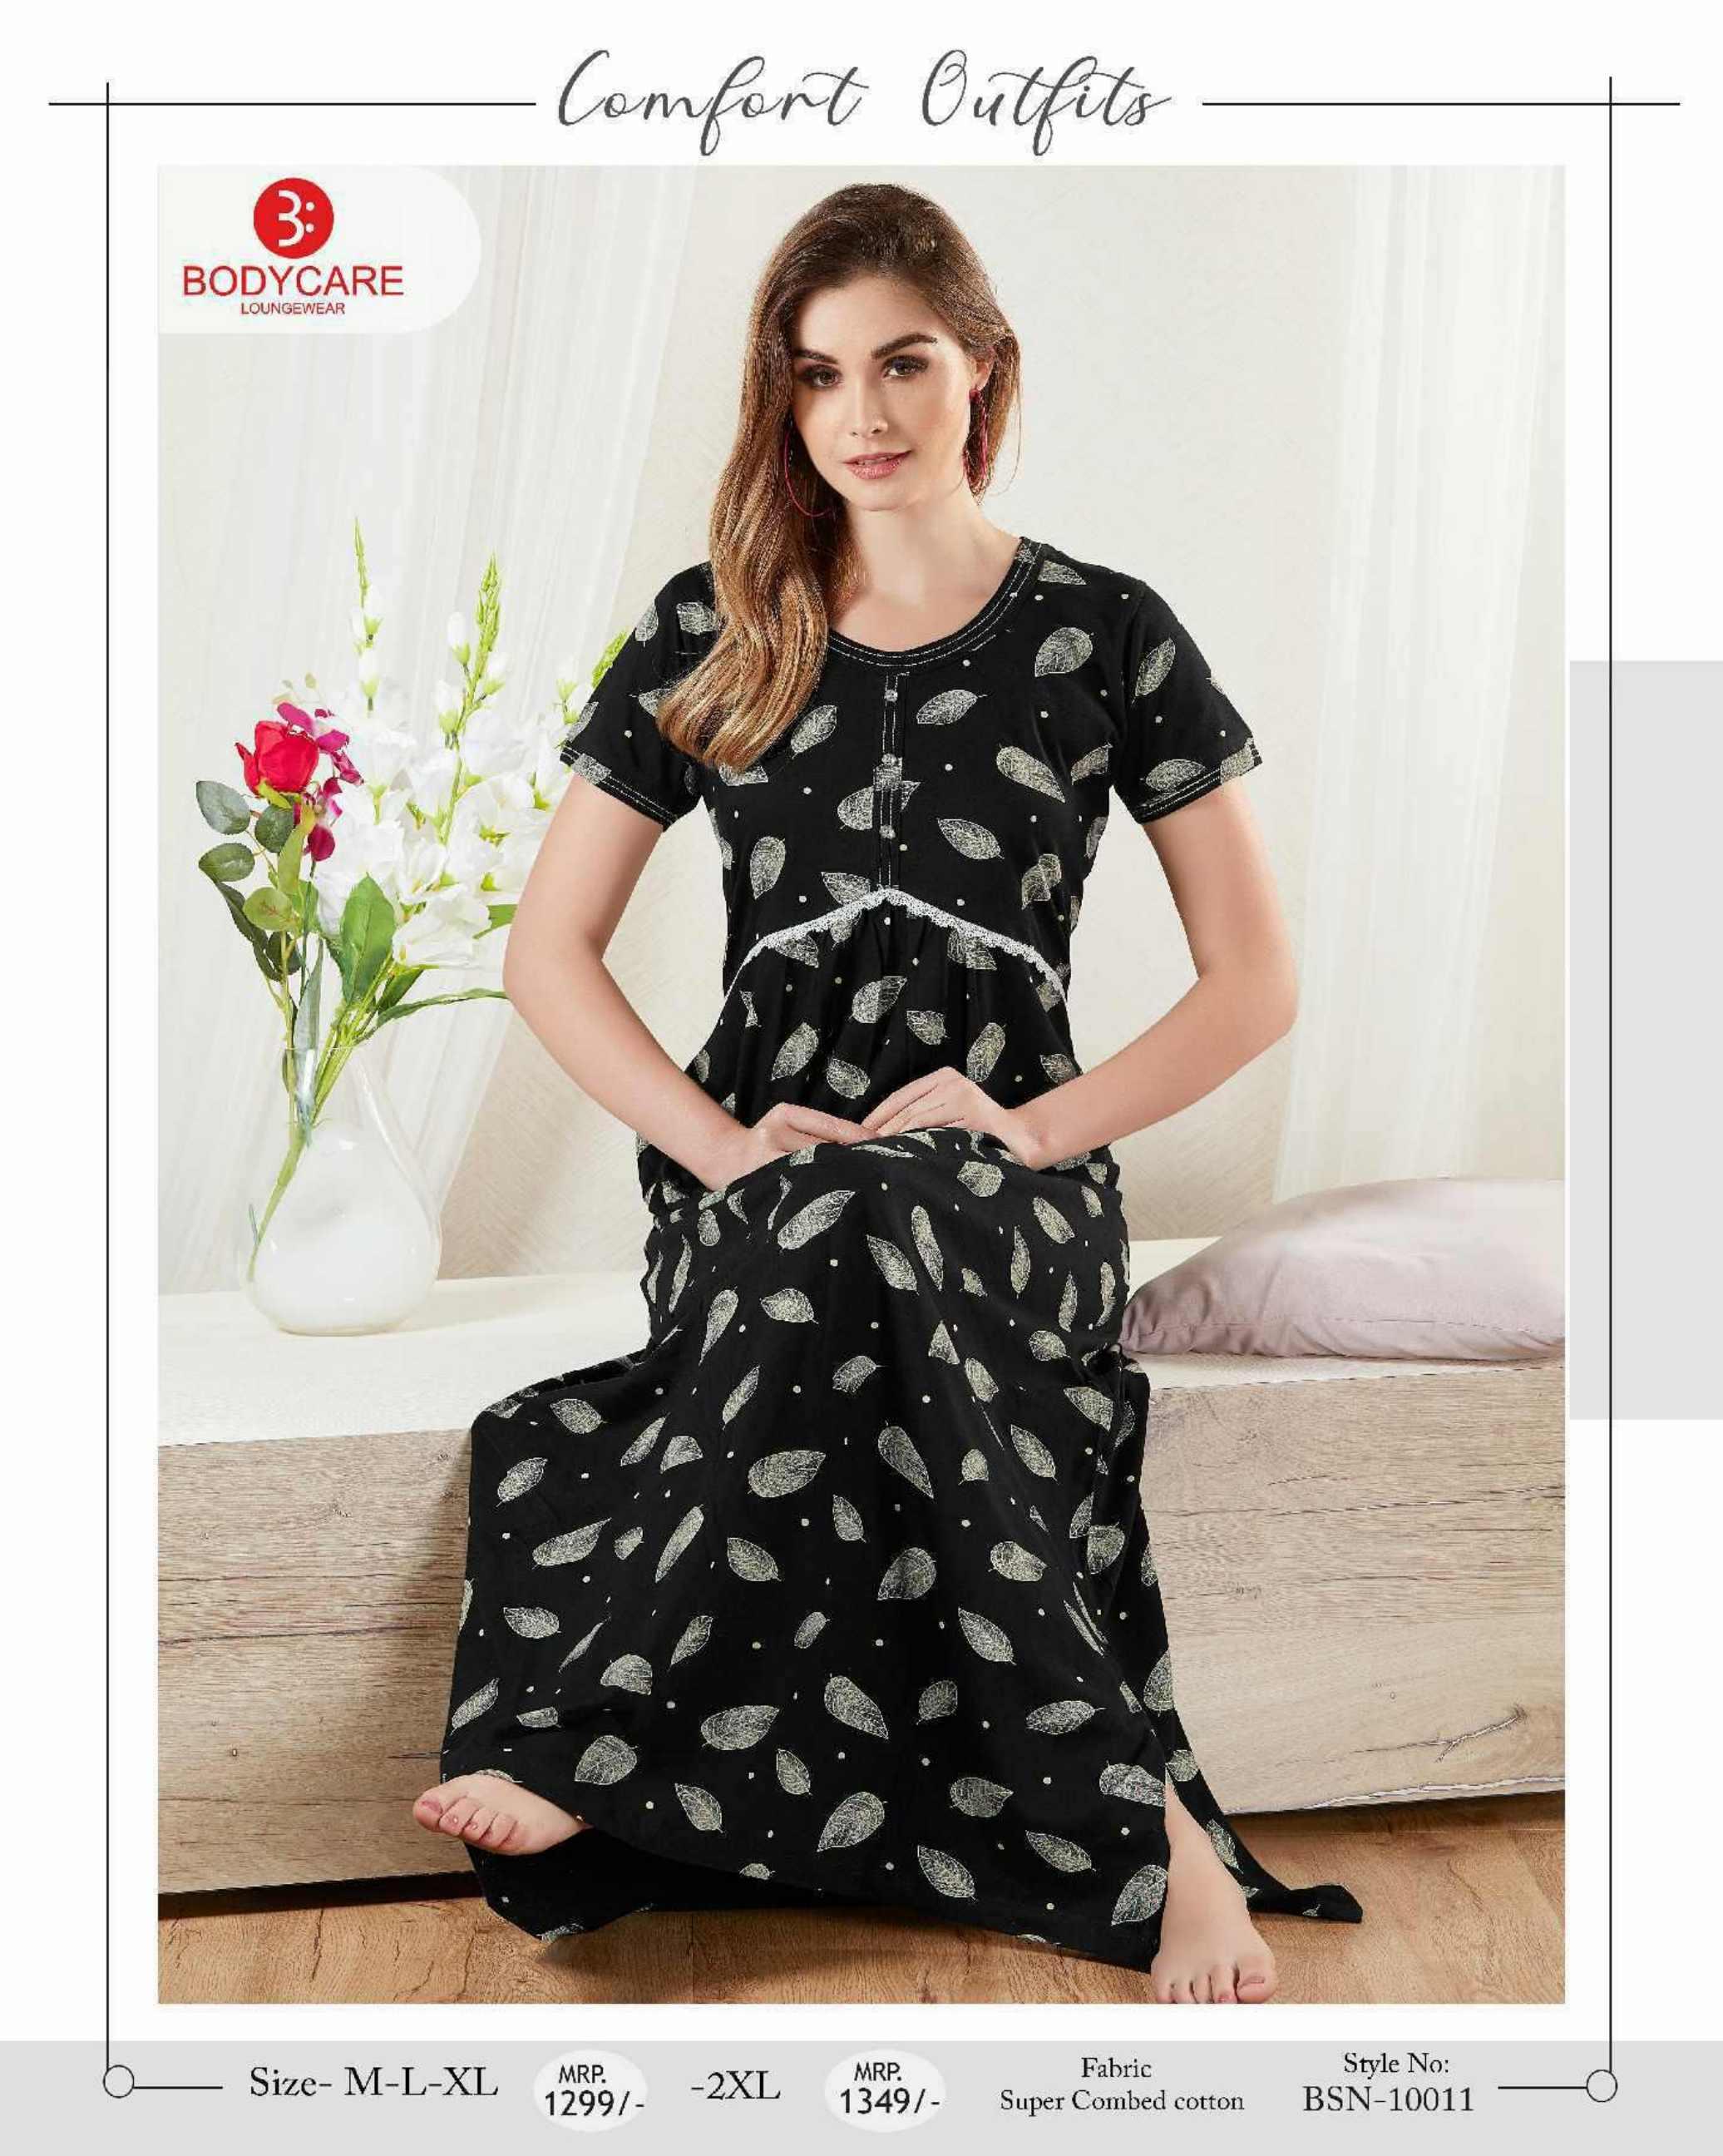 Comfort Outfits
B:
BODYCARE
LOUNGEWEAR
Size- M-L-XL
MRP.
1299/-
-2XL
MRP.
1349/-
Fabric
Super Combed cotton
Style No:
BSN-10011